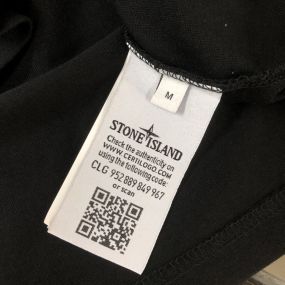 M
STONE ISLAND
Check the authenticity on
WWW.CERTILOGO.COM
using the following code:
CLG 952 889 849 967
or scan